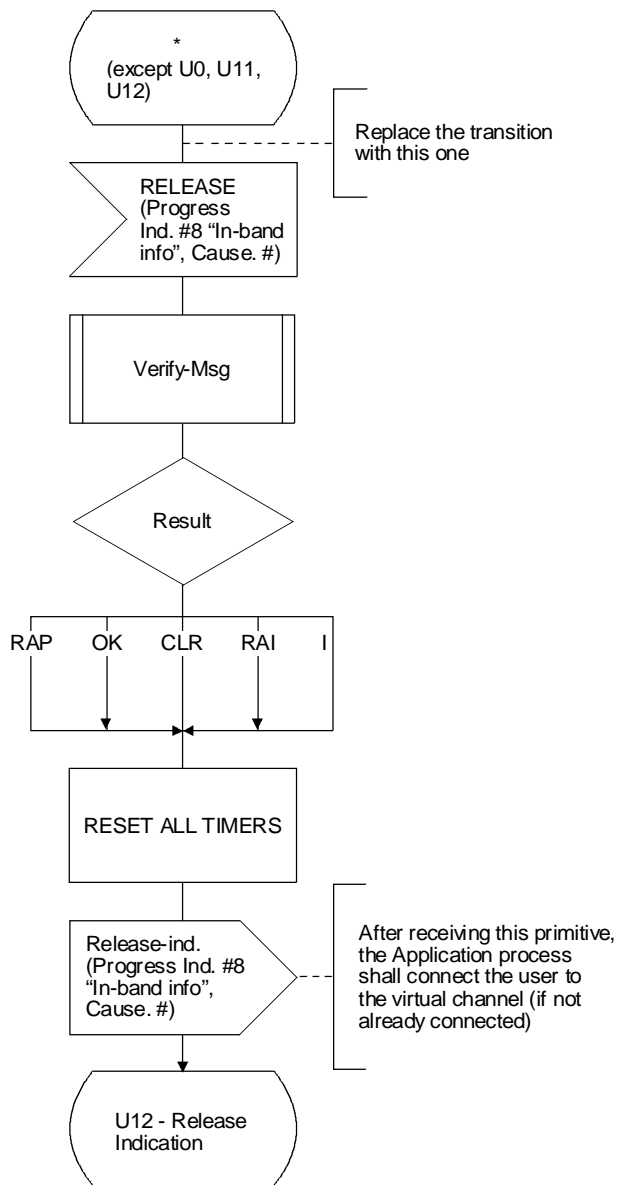 *
(except U0, U11,
U12)
Replace the transition
with this one
RELEASE
(Progress
Ind. #8 “In-band
info”, Cause. #)
Verify-Msg
Result
RAP OK CLR RAI I
RESET ALL TIMERS
Release-ind.
(Progress Ind. #8
“In-band info”,
Cause. #)
After receiving this primitive,
the Application process
shall connect the user to
the virtual channel (if not
already connected)
U12 - Release
Indication